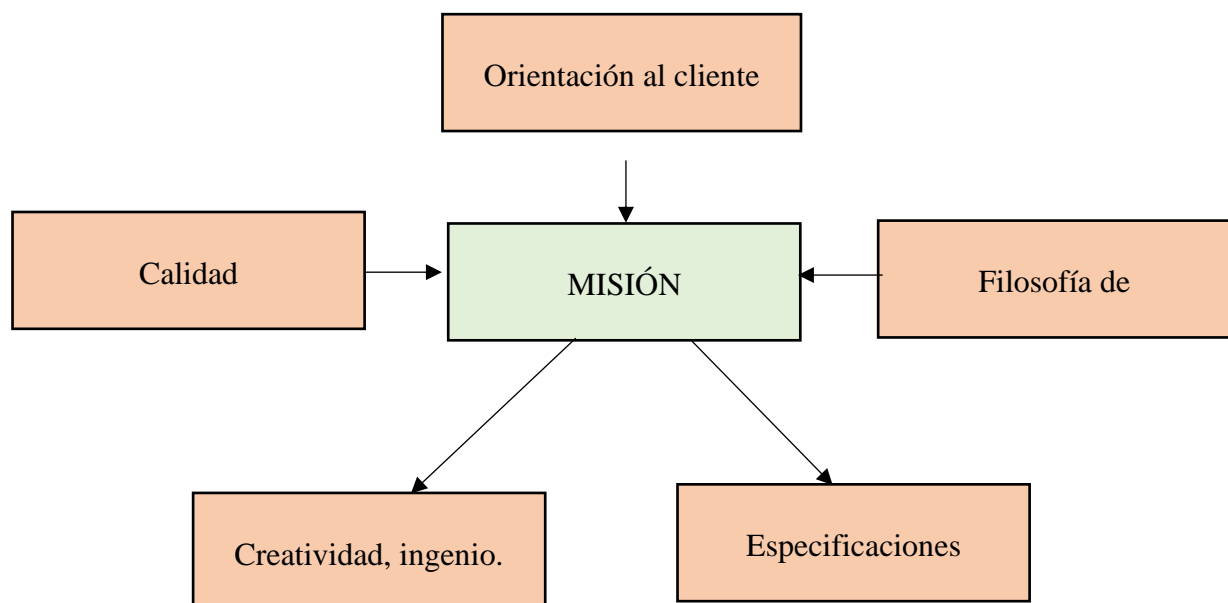 Orientación al cliente
Calidad
MISIÓN
Filosofía de
Creatividad, ingenio.
Especificaciones